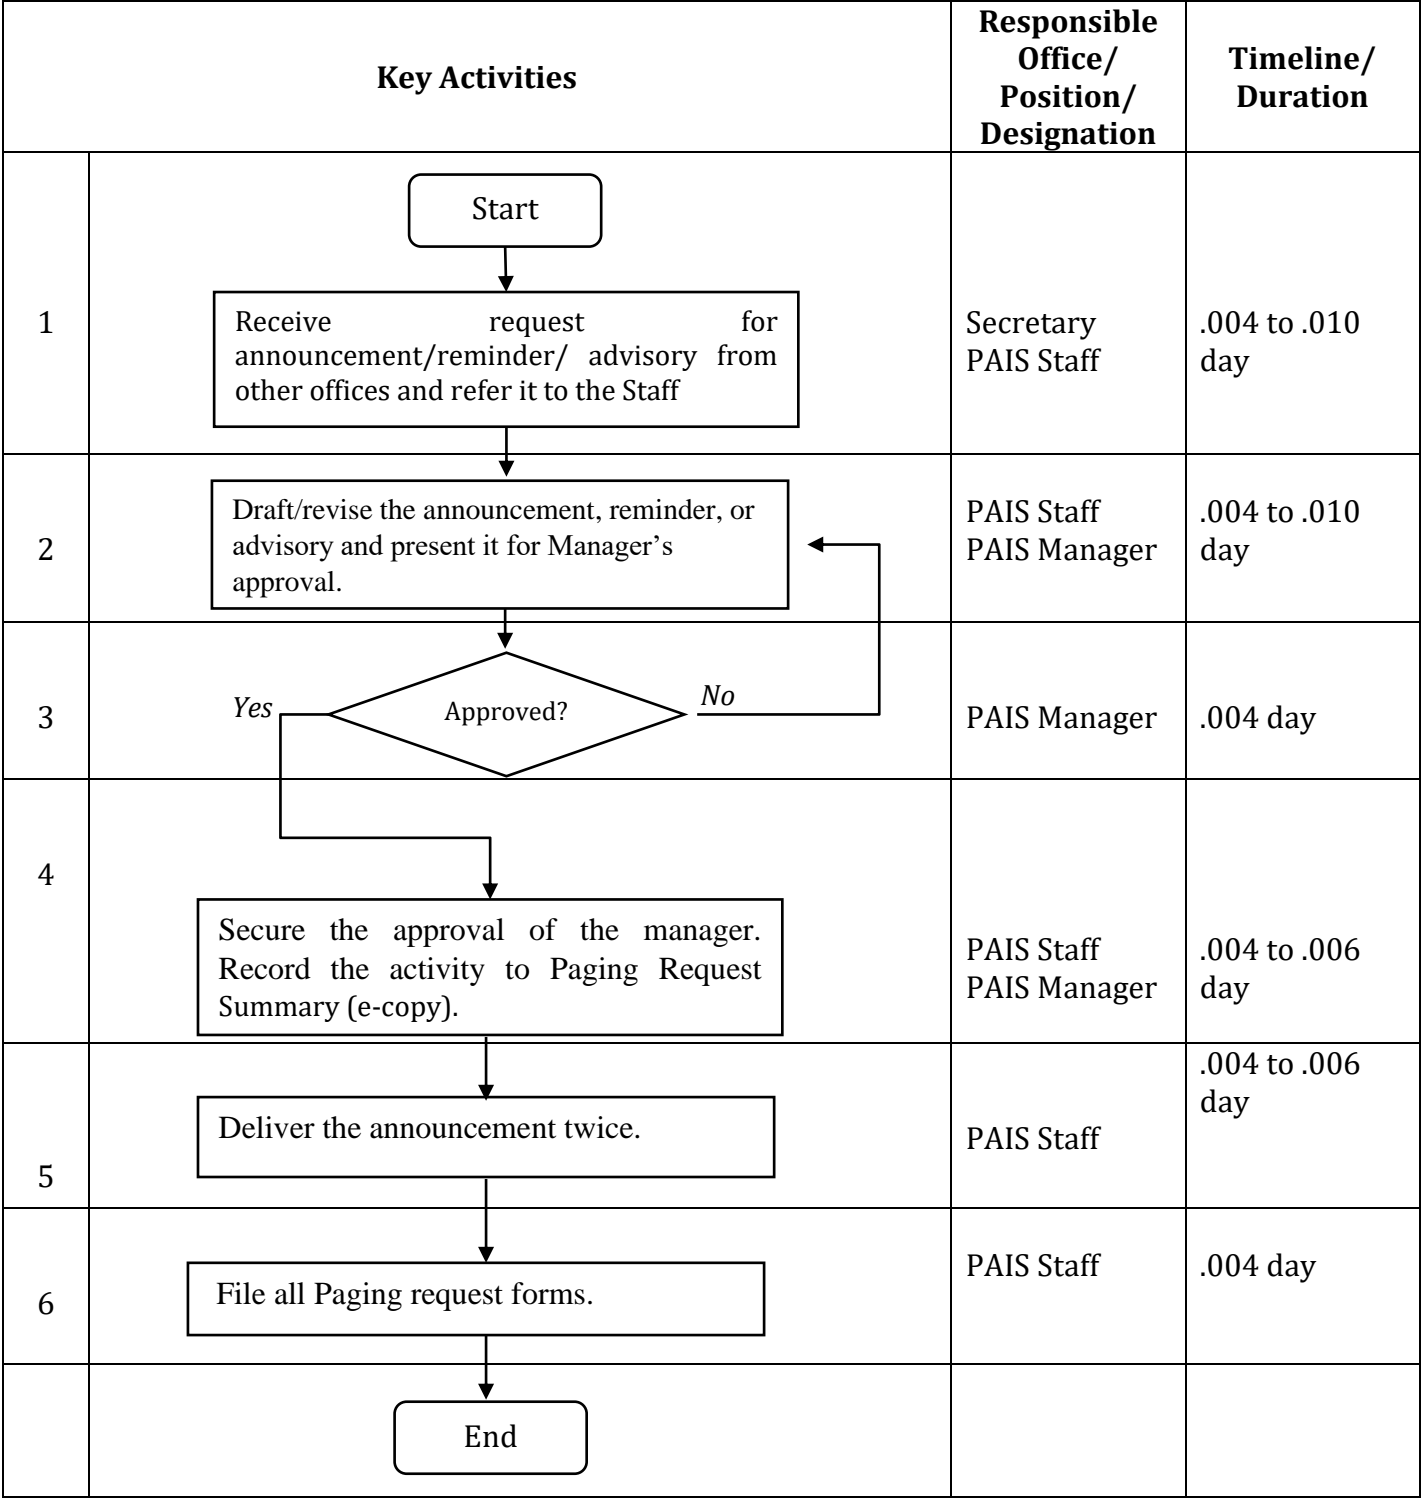 Key Activities
Responsible
Office/
Position/
Designation
Timeline/
Duration
1
Start
Receive request for
announcement/reminder/ advisory from
other offices and refer it to the Staff
Secretary
PAIS Staff
.004 to .010
day
2
Draft/revise the announcement, reminder, or
advisory and present it for Manager’s
approval.
PAIS Staff
PAIS Manager
.004 to .010
day
3
Yes
Approved?
No
PAIS Manager
.004 day
4
Secure the approval of the manager.
Record the activity to Paging Request
Summary (e-copy).
PAIS Staff
PAIS Manager
.004 to .006
day
5
Deliver the announcement twice.
PAIS Staff
.004 to .006
day
6
File all Paging request forms.
PAIS Staff
.004 day
End